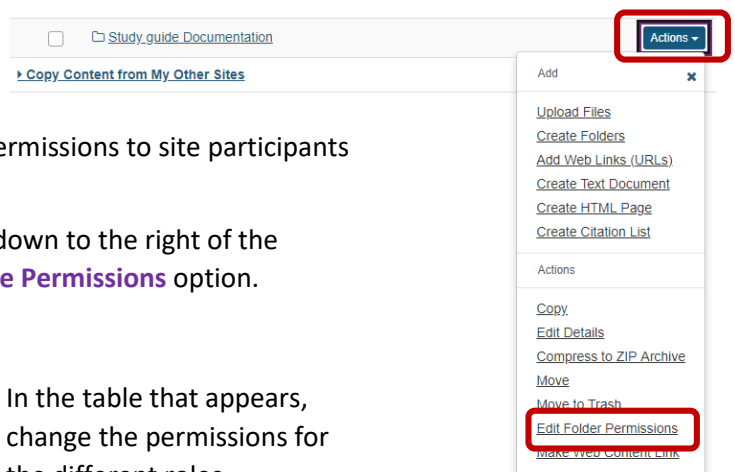 Study guide Documentation
Actions
Copy Content from My Other Sites
Add ×
Upload Files
Create Folders
Add Web Links (URLs)
Create Text Document
Create HTML Page
Create Citation List
Actions
Copy
Edit Details
Compress to ZIP Archive
Move
Move to Trash
Edit Folder Permissions
Make Web Content Link
ermissions to site participants
down to the right of the
e Permissions option.
In the table that appears,
change the permissions for
the different roles